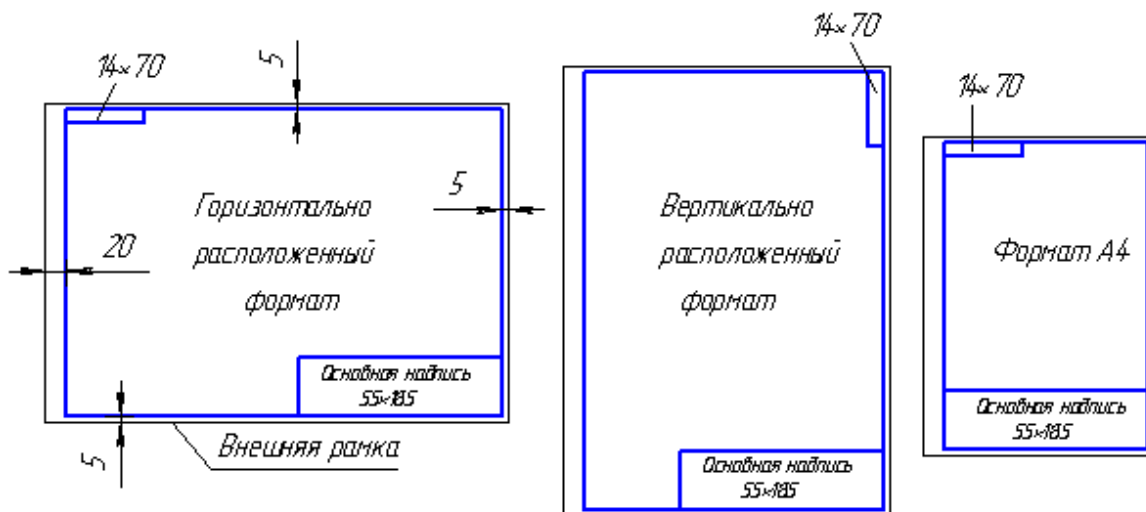 5
14×70
Горизонтально
расположенный
формат
5
20
Основная надпись
55×185
5
Внешняя рамка
14×70
Вертикально
расположенный
формат
Основная надпись
55×185
14×70
Формат А4
Основная надпись
55×185